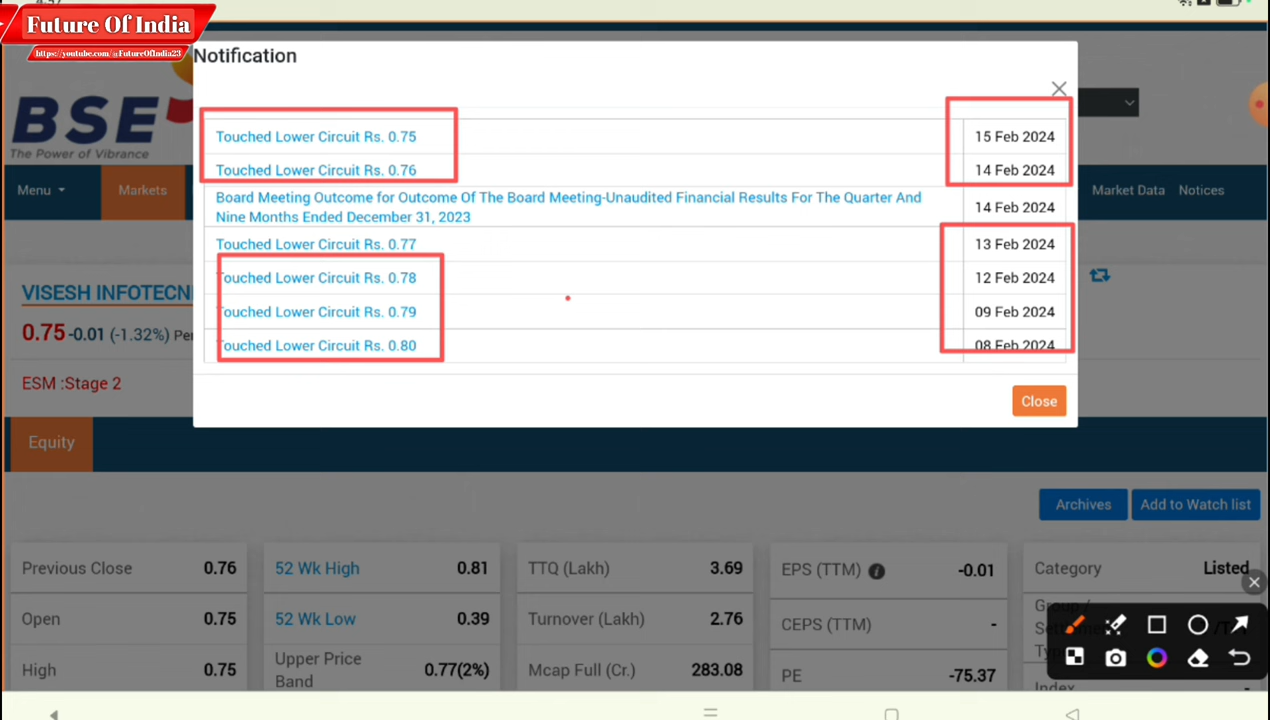 Future Of India
https://youtube.com/@FutureOfIndia23
Notification
BSE
The Power of Vibrance
Touched Lower Circuit Rs. 0.75 15 Feb 2024
Touched Lower Circuit Rs. 0.76 14 Feb 2024
Board Meeting Outcome for Outcome Of The Board Meeting-Unaudited Financial Results For The Quarter And
Nine Months Ended December 31, 2023 14 Feb 2024
Touched Lower Circuit Rs. 0.77 13 Feb 2024
Touched Lower Circuit Rs. 0.78 12 Feb 2024
Touched Lower Circuit Rs. 0.79 09 Feb 2024
Touched Lower Circuit Rs. 0.80 08 Feb 2024
Close
Menu Markets Market Data Notices
VISESH INFOTECN
0.75 -0.01 (-1.32%)
ESM :Stage 2
Equity
Archives Add to Watch list
Previous Close 0.76 52 Wk High 0.81 TTQ (Lakh) 3.69 EPS (TTM) -0.01 Category Listed
Open 0.75 52 Wk Low 0.39 Turnover (Lakh) 2.76 CEPS (TTM) - Group /
High 0.75 Upper Price
Band 0.77(2%) Mcap Full (Cr.) 283.08 PE -75.37
Index